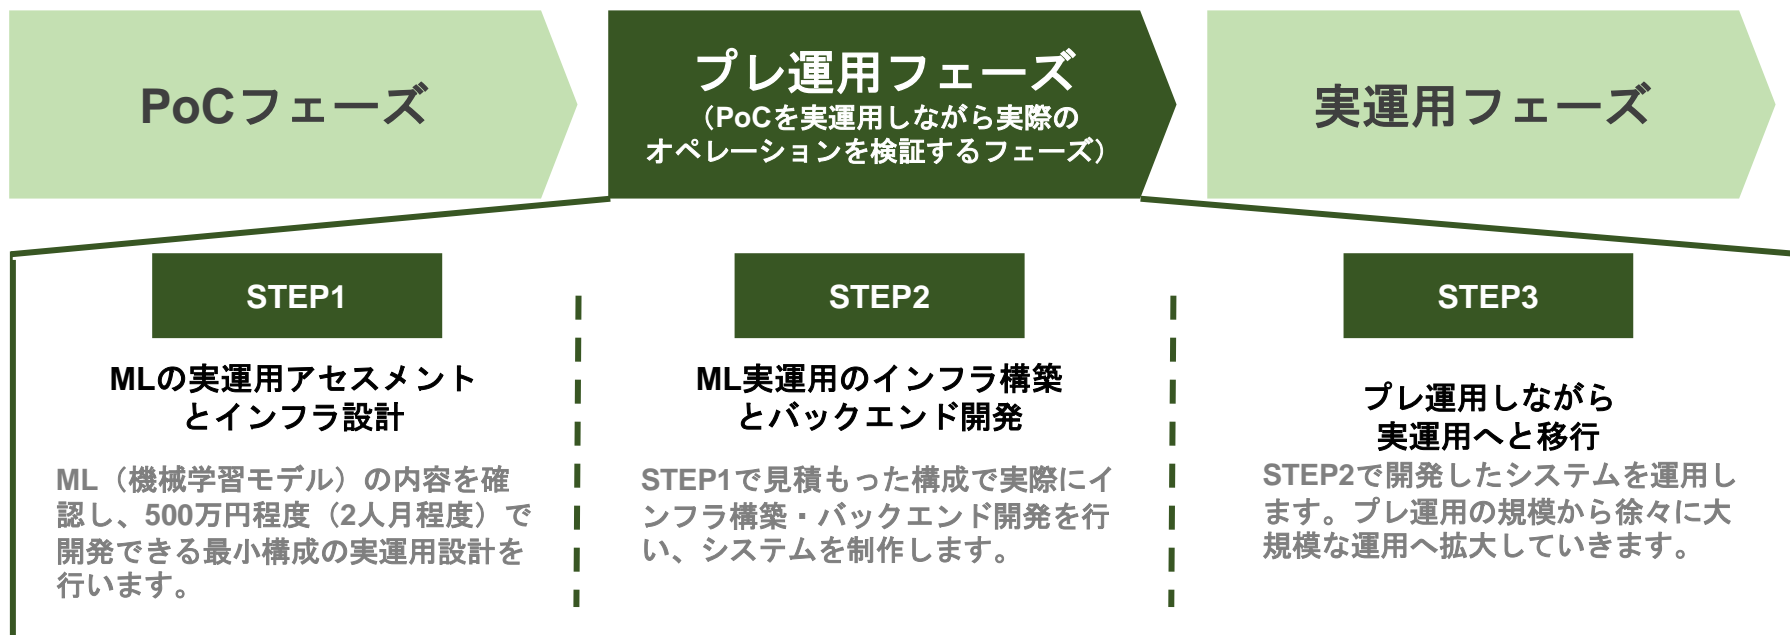 PoCフェーズ
プレ運用フェーズ
（PoCを実運用しながら実際の
オペレーションを検証するフェーズ）
実運用フェーズ
STEP1
MLの実運用アセスメント
とインフラ設計
ML（機械学習モデル）の内容を確
認し、500万円程度（2人月程度）で
開発できる最小構成の実運用設計を
行います。
STEP2
ML実運用のインフラ構築
とバックエンド開発
STEP1で見積もった構成で実際にイ
ンフラ構築・バックエンド開発を行
い、システムを制作します。
STEP3
プレ運用しながら
実運用へと移行
STEP2で開発したシステムを運用し
ます。プレ運用の規模から徐々に大
規模な運用へ拡大していきます。